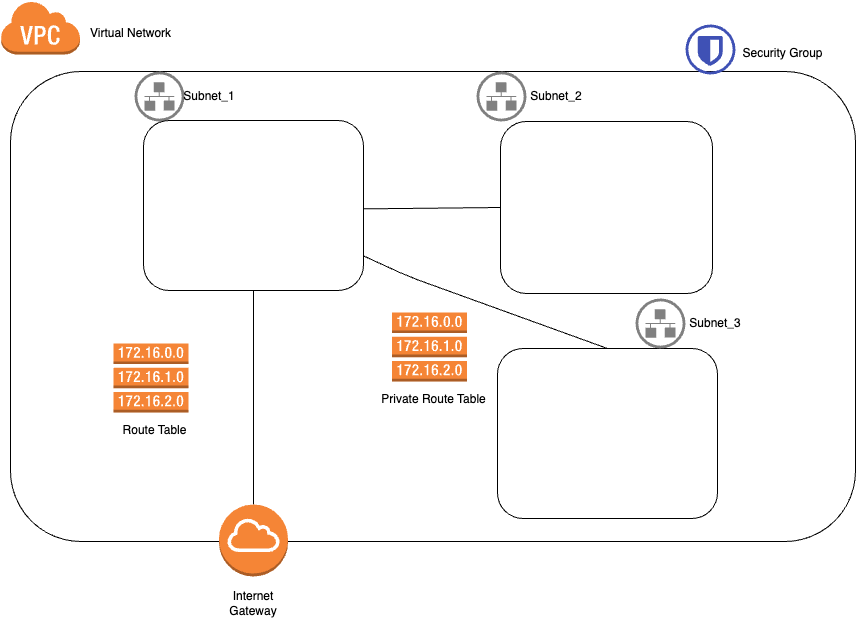 VPC
Virtual Network
Security Group
Subnet_1
Subnet_2
172.16.0.0
172.16.1.0
172.16.2.0
Private Route Table
Subnet_3
172.16.0.0
172.16.1.0
172.16.2.0
Route Table
Internet
Gateway